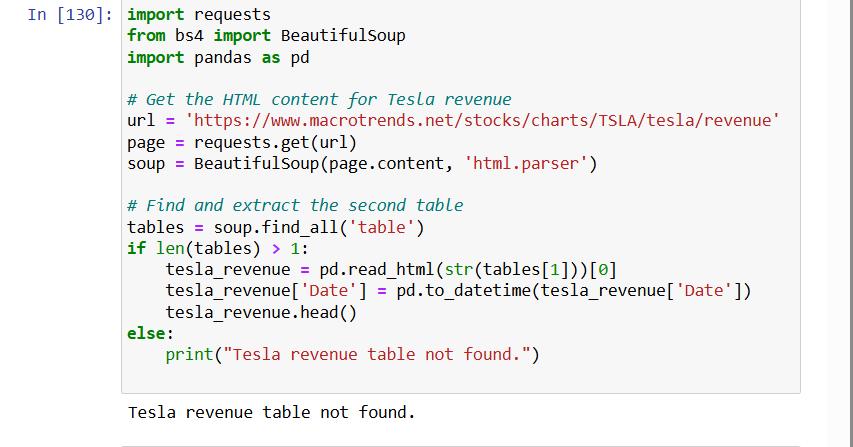 In [130]: import requests
from bs4 import BeautifulSoup
import pandas as pd
# Get the HTML content for Tesla revenue
url = 'https://www.macrotrends.net/stocks/charts/TSLA/tesla/revenue'
page = requests.get(url)
soup = BeautifulSoup(page.content, 'html.parser')
# Find and extract the second table
tables = soup.find_all('table')
if len(tables) > 1:
    tesla_revenue = pd.read_html(str(tables[1]))[0]
    tesla_revenue['Date'] = pd.to_datetime(tesla_revenue['Date'])
    tesla_revenue.head()
else:
    print("Tesla revenue table not found.")
Tesla revenue table not found.